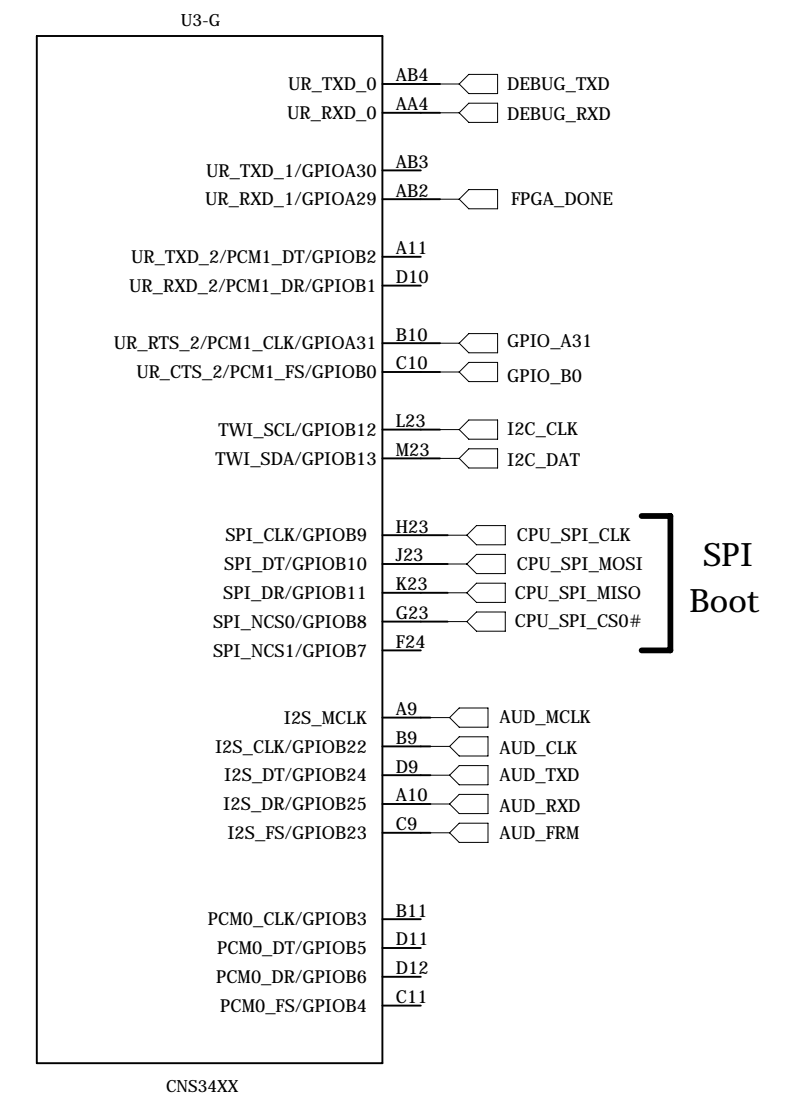 U3-G
UR_TXD_0 AB4 DEBUG_TXD
UR_RXD_0 AA4 DEBUG_RXD
UR_TXD_1/GPIOA30 AB3
UR_RXD_1/GPIOA29 AB2 FPGA_DONE
UR_TXD_2/PCM1_DT/GPIOB2 A11
UR_RXD_2/PCM1_DR/GPIOB1 D10
UR_RTS_2/PCM1_CLK/GPIOA31 B10 GPIO_A31
UR_CTS_2/PCM1_FS/GPIOB0 C10 GPIO_B0
TWI_SCL/GPIOB12 L23 I2C_CLK
TWI_SDA/GPIOB13 M23 I2C_DAT
SPI_CLK/GPIOB9 H23 CPU_SPI_CLK
SPI_DT/GPIOB10 J23 CPU_SPI_MOSI
SPI_DR/GPIOB11 K23 CPU_SPI_MISO
SPI_NCS0/GPIOB8 G23 CPU_SPI_CS0#
SPI_NCS1/GPIOB7 F24
SPI
Boot
I2S_MCLK A9 AUD_MCLK
I2S_CLK/GPIOB22 B9 AUD_CLK
I2S_DT/GPIOB24 D9 AUD_TXD
I2S_DR/GPIOB25 A10 AUD_RXD
I2S_FS/GPIOB23 C9 AUD_FRM
PCM0_CLK/GPIOB3 B11
PCM0_DT/GPIOB5 D11
PCM0_DR/GPIOB6 D12
PCM0_FS/GPIOB4 C11
CNS34XX